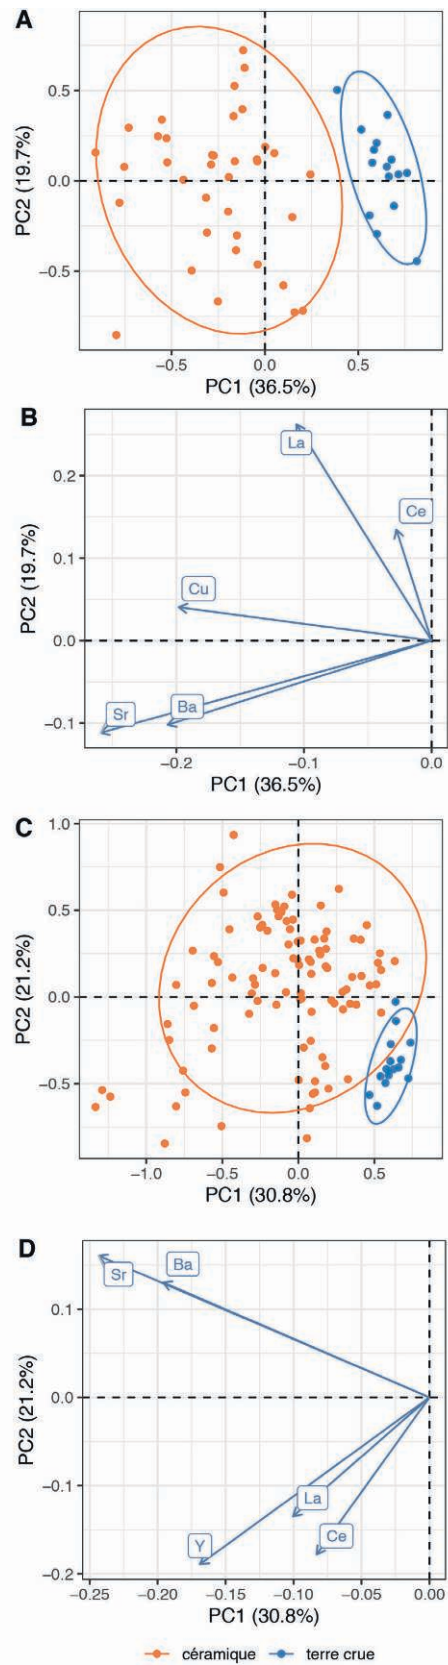 A
0.5
0.0
−0.5
PC2 (19.7%)
−0.5
0.0
0.5
PC1 (36.5%)
B
La
Ce
Cu
Sr
Ba
0.2
0.1
0.0
−0.1
PC2 (19.7%)
−0.2
−0.1
0.0
PC1 (36.5%)
C
1.0
0.5
0.0
−0.5
PC2 (21.2%)
−1.0
−0.5
0.0
0.5
PC1 (30.8%)
D
Sr
Ba
La
Y
Ce
0.1
0.0
−0.1
−0.2
PC2 (21.2%)
−0.25
−0.20
−0.15
−0.10
−0.05
0.00
PC1 (30.8%)
céramique
terre crue